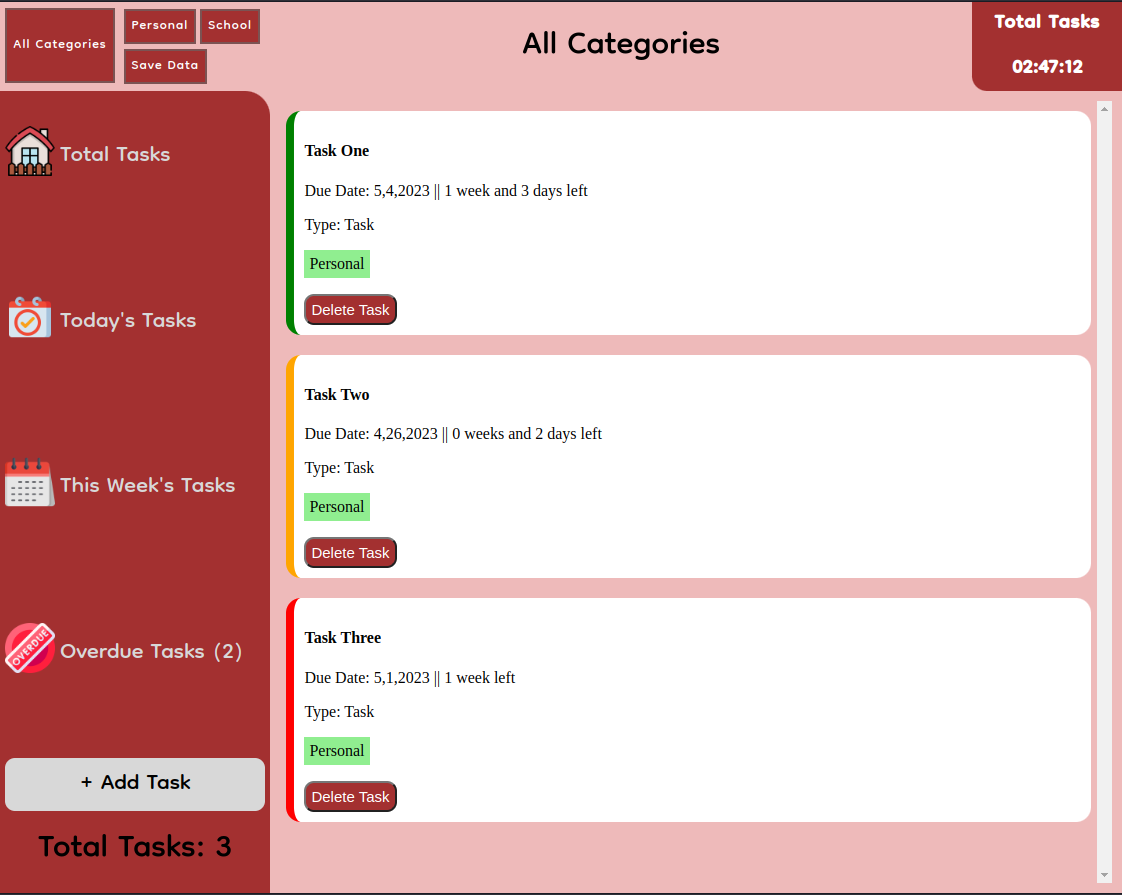 All Categories
Personal
School
Save Data
All Categories
Total Tasks
02:47:12
Total Tasks
Today's Tasks
This Week's Tasks
OVERDUE
Overdue Tasks (2)
+ Add Task
Total Tasks: 3
Task One
Due Date: 5,4,2023 || 1 week and 3 days left
Type: Task
Personal
Delete Task
Task Two
Due Date: 4,26,2023 || 0 weeks and 2 days left
Type: Task
Personal
Delete Task
Task Three
Due Date: 5,1,2023 || 1 week left
Type: Task
Personal
Delete Task